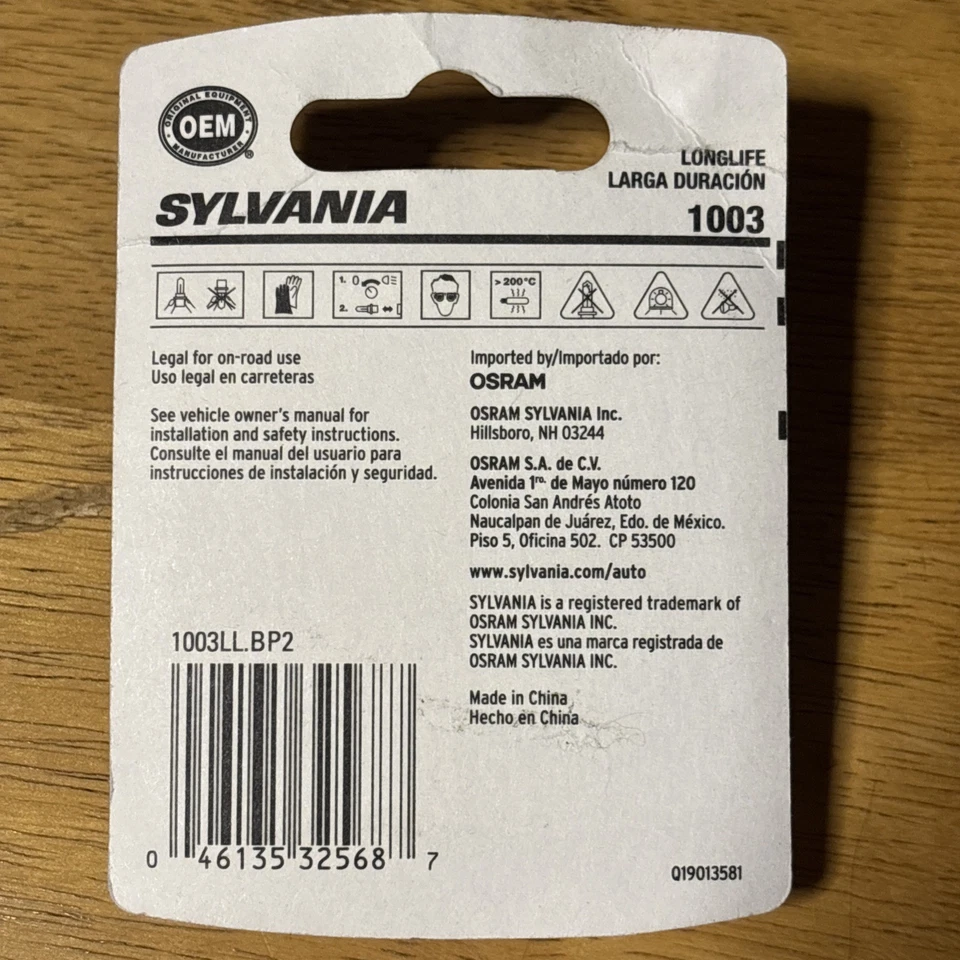 ORIGINAL EQUIPMENT
OEM
MANUFACTURER
®
LONGLIFE
LARGA DURACIÓN
SYLVANIA
1003
1. 0
2.
> 200°C
Legal for on-road use
Uso legal en carreteras
See vehicle owner's manual for
installation and safety instructions.
Consulte el manual del usuario para
instrucciones de instalación y seguridad.
Imported by/Importado por:
OSRAM
OSRAM SYLVANIA Inc.
Hillsboro, NH 03244
OSRAM S.A. de C.V.
Avenida 1ro. de Mayo número 120
Colonia San Andrés Atoto
Naucalpan de Juárez, Edo. de México.
Piso 5, Oficina 502. CP 53500
www.sylvania.com/auto
SYLVANIA is a registered trademark of
OSRAM SYLVANIA INC.
SYLVANIA es una marca registrada de
OSRAM SYLVANIA INC.
Made in China
Hecho en China
1003LL.BP2
0 46135 32568 7
Q19013581